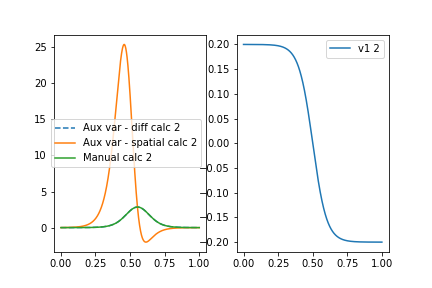 25
20
15
10
5
0
Aux var - diff calc 2
Aux var - spatial calc 2
Manual calc 2
0.00 0.25 0.50 0.75 1.00
0.20
0.15
0.10
0.05
0.00
−0.05
−0.10
−0.15
−0.20
v1 2
0.00 0.25 0.50 0.75 1.00